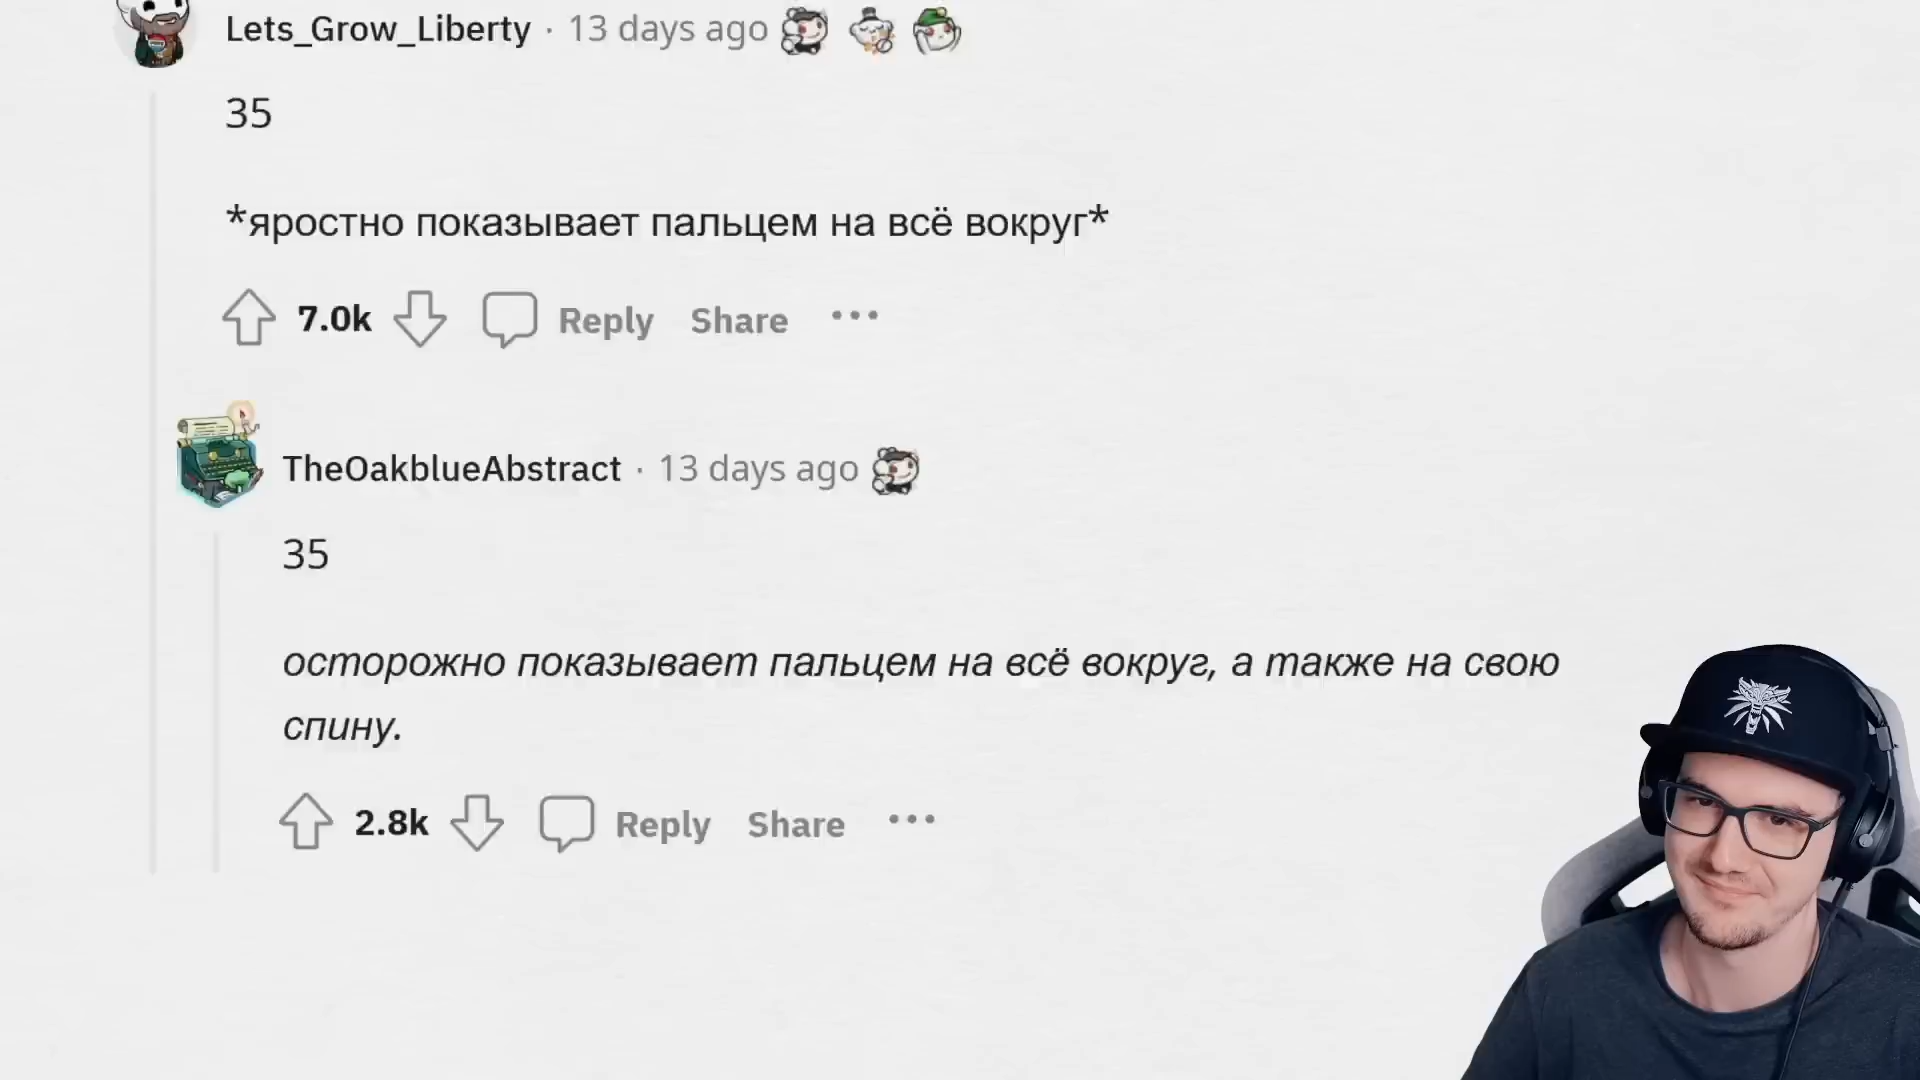 Lets_Grow_Liberty · 13 days ago
35
*яростно показывает пальцем на всё вокруг*
7.0k Reply Share ...
TheOakblueAbstract · 13 days ago
35
осторожно показывает пальцем на всё вокруг, а также на свою
спину.
2.8k Reply Share ...